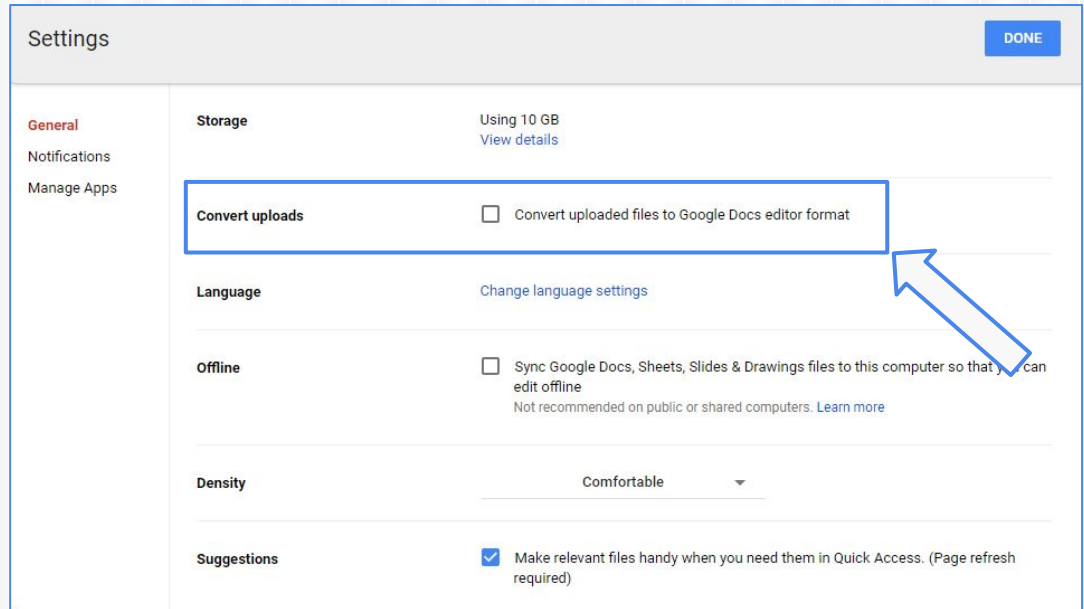 Settings
DONE
General
Notifications
Manage Apps
Storage
Using 10 GB
View details
Convert uploads
Convert uploaded files to Google Docs editor format
Language
Change language settings
Offline
Sync Google Docs, Sheets, Slides & Drawings files to this computer so that can
edit offline
Not recommended on public or shared computers. Learn more
Density
Comfortable
Suggestions
Make relevant files handy when you need them in Quick Access. (Page refresh
required)